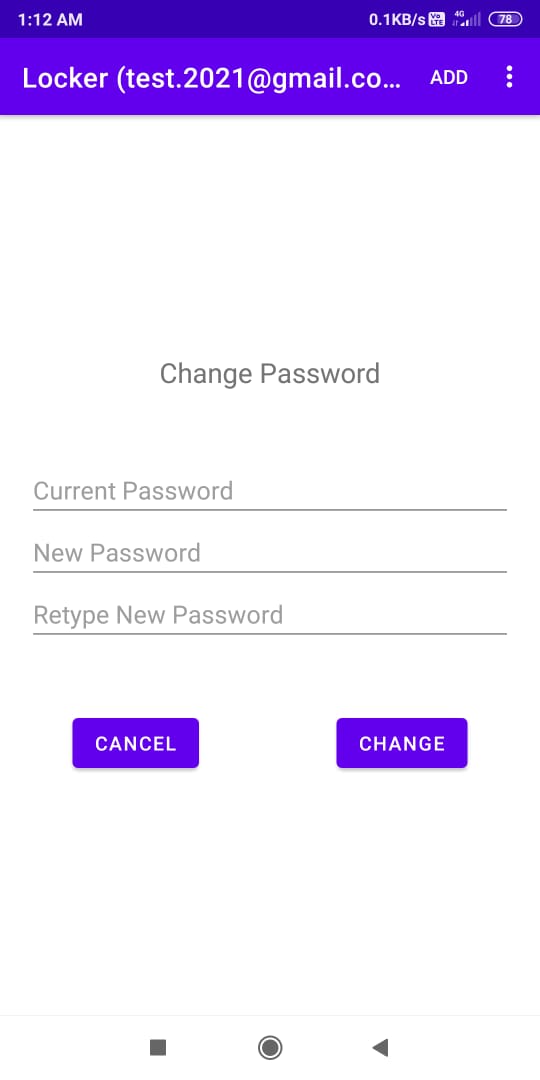 1:12 AM 0.1KB/s Vo LTE 4G 78
Locker (test.2021@gmail.co... ADD
Change Password
Current Password
New Password
Retype New Password
CANCEL CHANGE